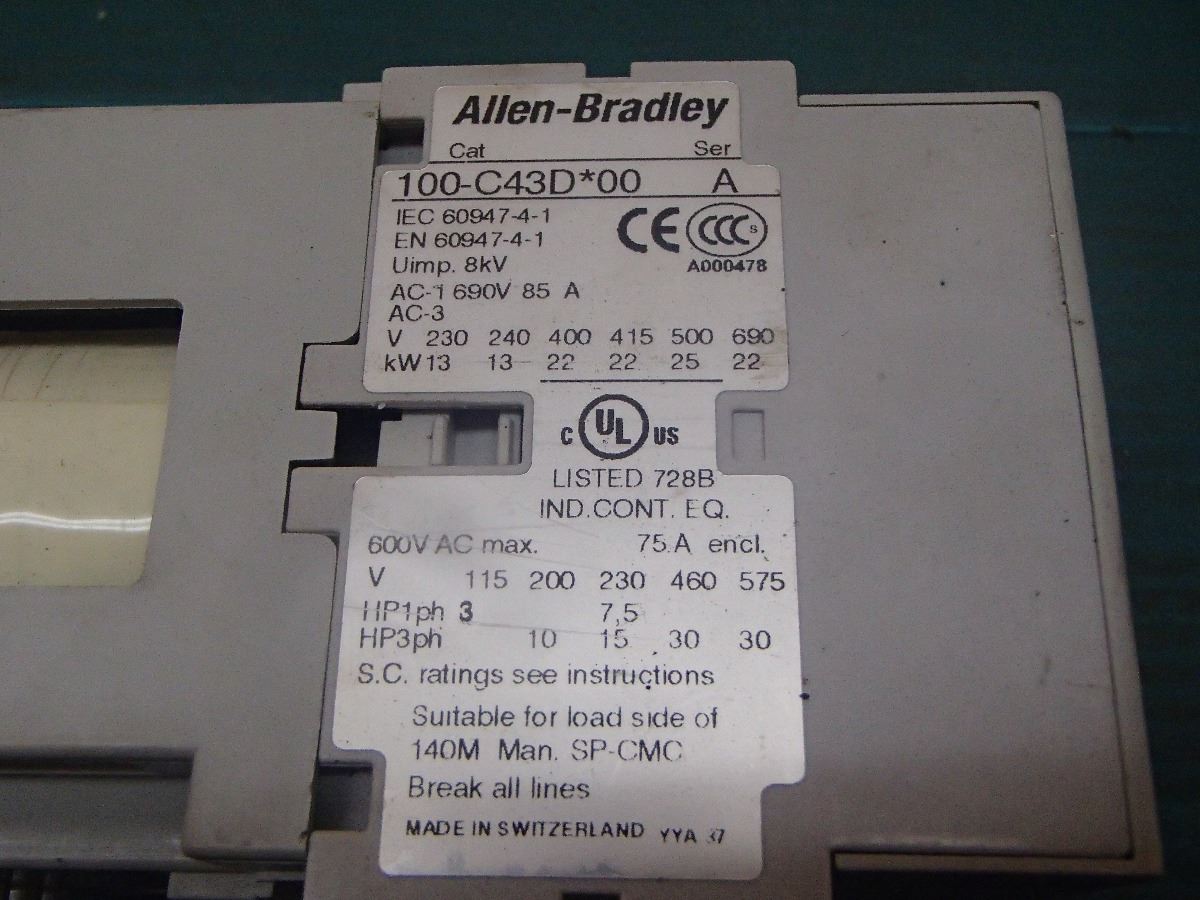 Allen-Bradley
Cat Ser
100-C43D*00 A
IEC 60947-4-1
EN 60947-4-1
CE CCC S
Uimp. 8kV A000478
AC-1 690V 85 A
AC-3
V 230 240 400 415 500 690
kW 13 13 22 22 25 22
C UL US
LISTED 728B
IND.CONT. EQ.
600V AC max. 75 A encl.
V 115 200 230 460 575
HP1ph 3 7,5
HP3ph 10 15 30 30
S.C. ratings see instructions
Suitable for load side of
140M Man. SP-CMC
Break all lines
MADE IN SWITZERLAND YYA 37